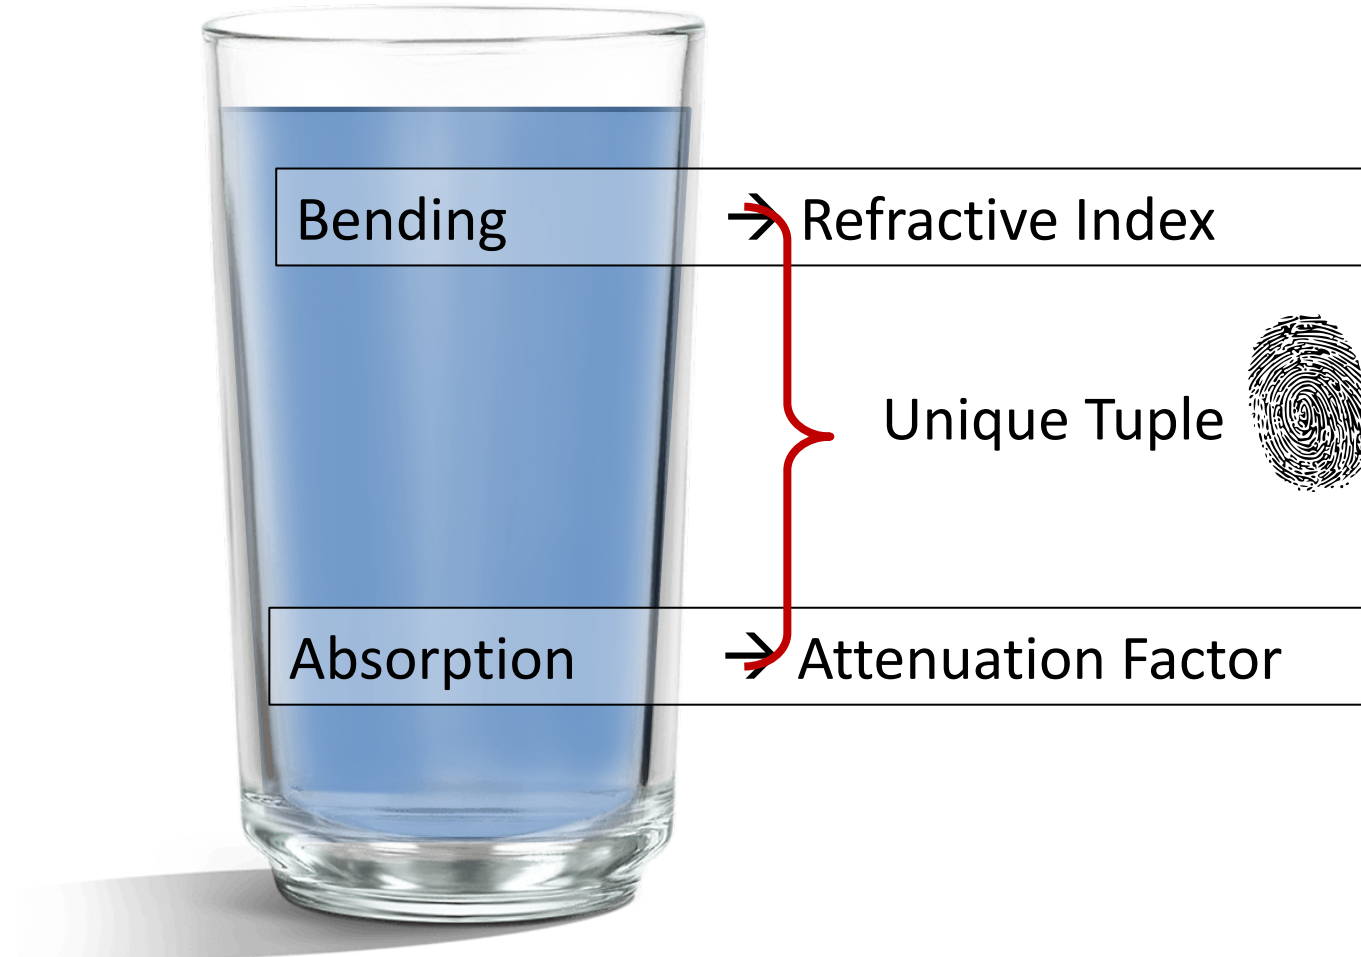 Bending → Refractive Index
Unique Tuple
Absorption → Attenuation Factor